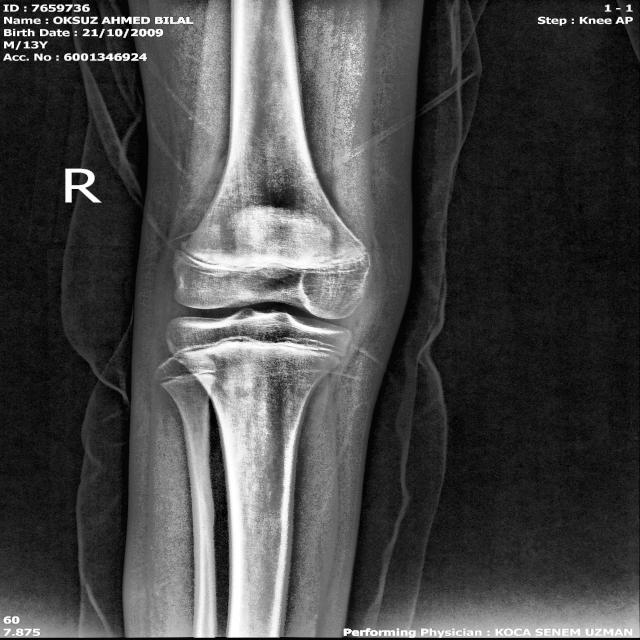 ID : 7659736
Name : OKSUZ AHMED BILAL
Birth Date : 21/10/2009
M/13Y
Acc. No : 6001346924
1 - 1
Step : Knee AP
R
60
7.875
Performing Physician : KOCA SENEM UZMAN